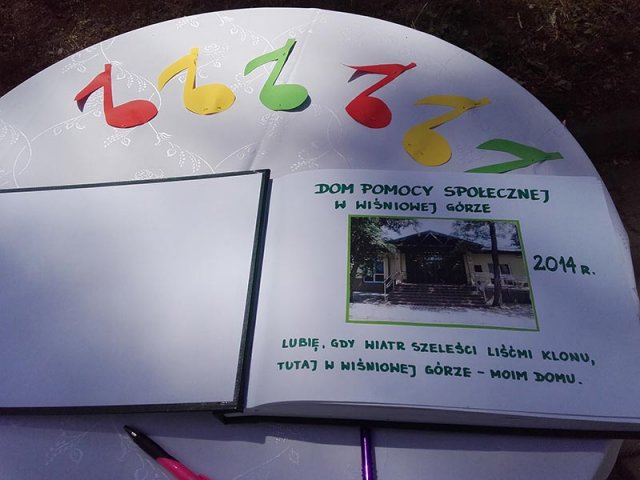 DOM POMOCY SPOŁECZNEJ
W WIŚNIOWEJ GÓRZE
2014 R.
LUBIĘ, GDY WIATR SZELEŚCI LIŚĆMI KLONU,
TUTAJ W WIŚNIOWEJ GÓRZE - MOIM DOMU.